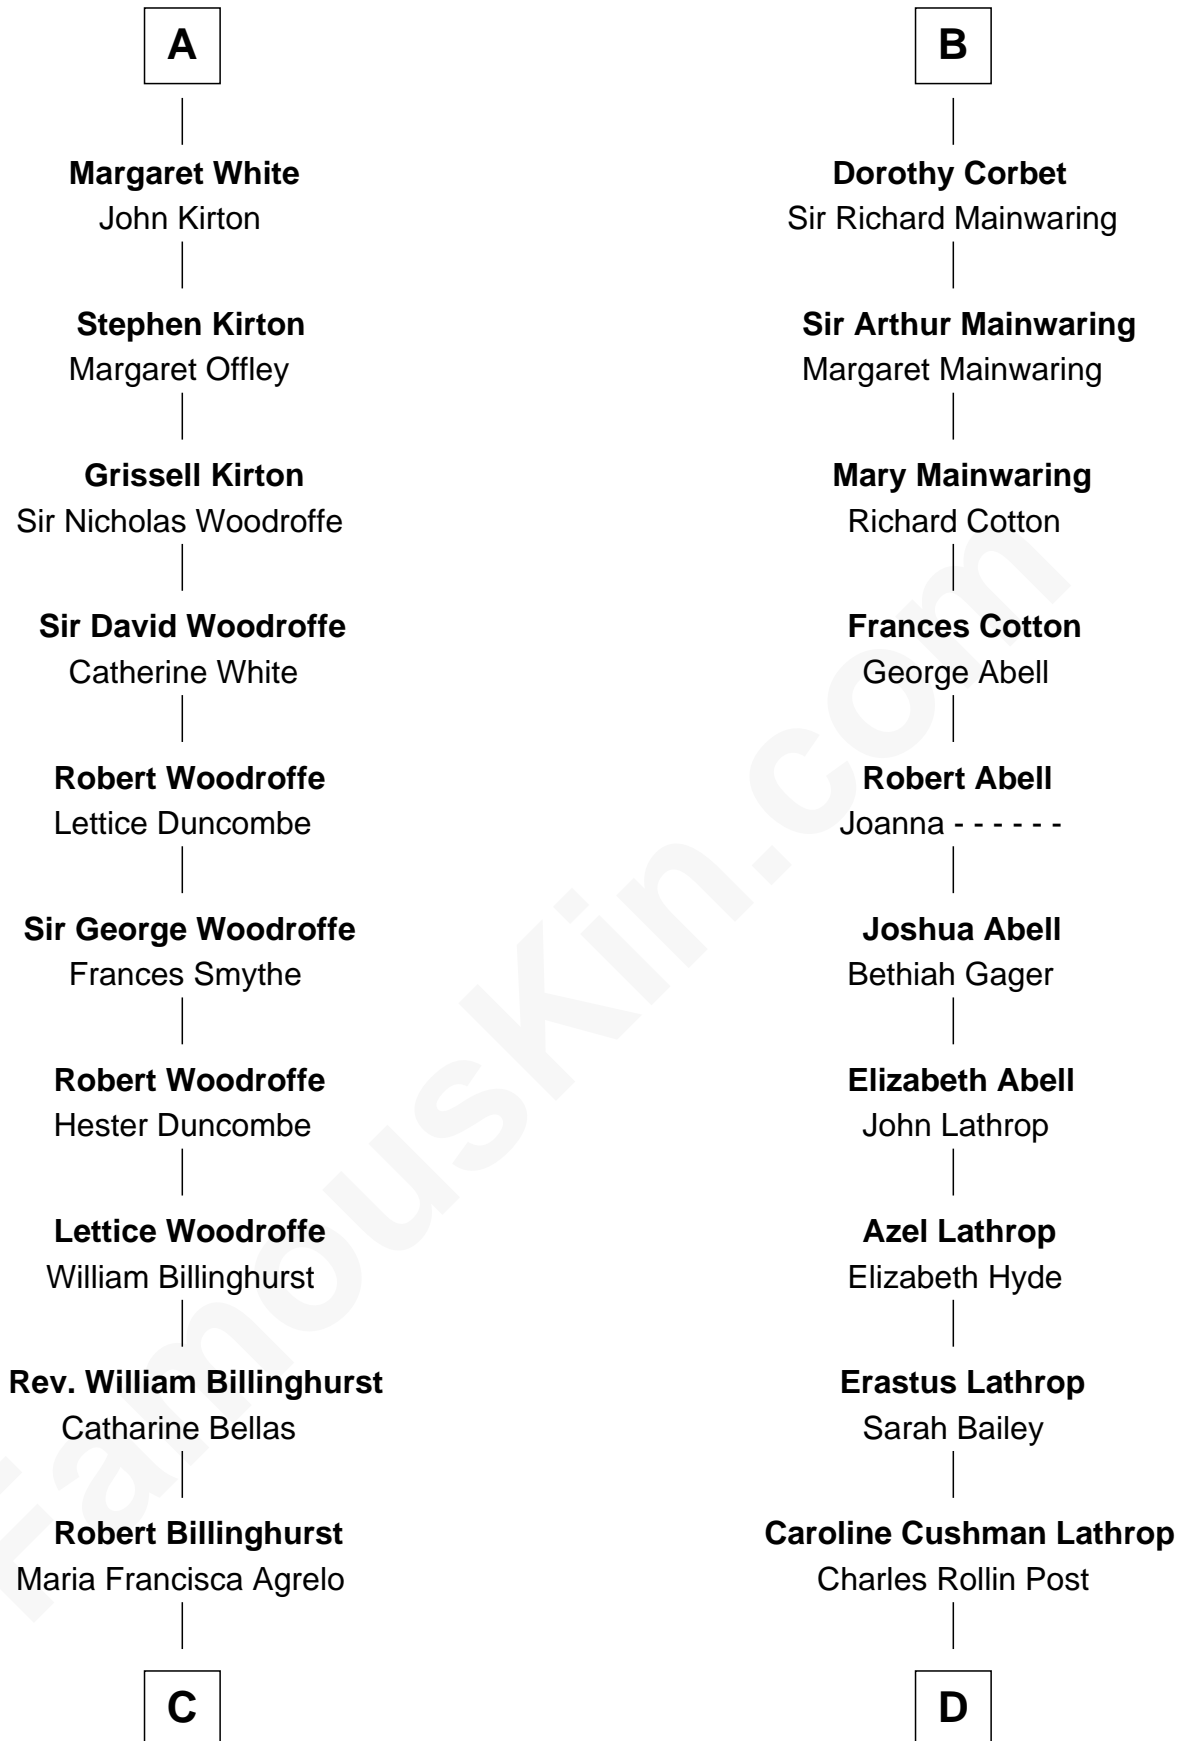 A
Margaret White
John Kirton
Stephen Kirton
Margaret Offley
Grissell Kirton
Sir Nicholas Woodroffe
Sir David Woodroffe
Catherine White
Robert Woodroffe
Lettice Duncombe
Sir George Woodroffe
Frances Smythe
Robert Woodroffe
Hester Duncombe
Lettice Woodroffe
William Billinghurst
Rev. William Billinghurst
Catharine Bellas
Robert Billinghurst
Maria Francisca Agrelo
C
B
Dorothy Corbet
Sir Richard Mainwaring
Sir Arthur Mainwaring
Margaret Mainwaring
Mary Mainwaring
Richard Cotton
Frances Cotton
George Abell
Robert Abell
Joanna - - - - - -
Joshua Abell
Bethiah Gager
Elizabeth Abell
John Lathrop
Azel Lathrop
Elizabeth Hyde
Erastus Lathrop
Sarah Bailey
Caroline Cushman Lathrop
Charles Rollin Post
D
FamousKin.com